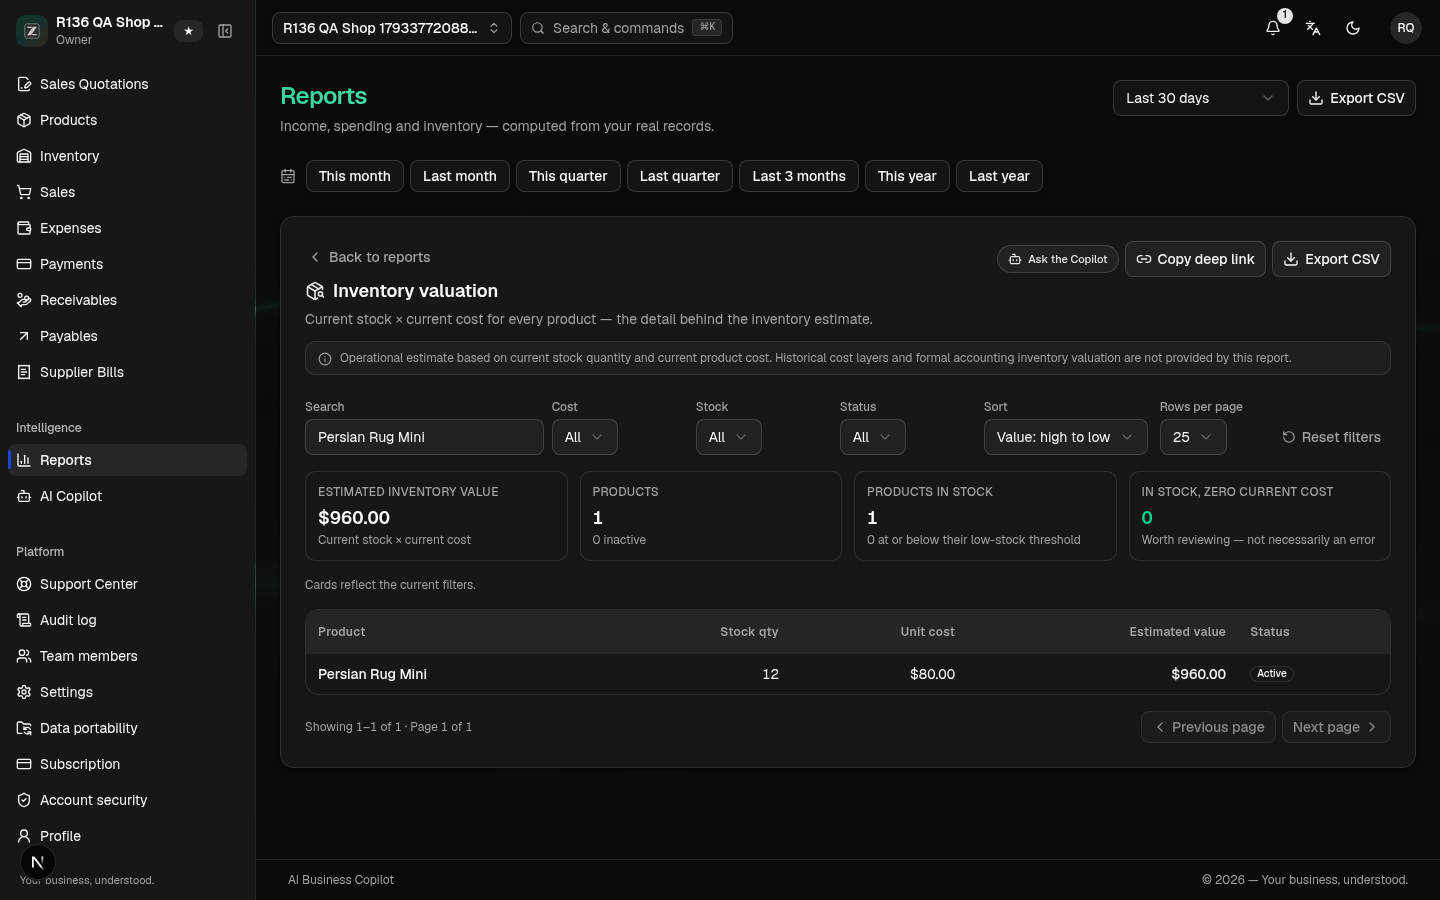 R136 QA Shop ...
Owner
★
R136 QA Shop 17933772088...
Search & commands
⌘K
1
RQ
Sales Quotations
Products
Inventory
Sales
Expenses
Payments
Receivables
Payables
Supplier Bills
Intelligence
Reports
AI Copilot
Platform
Support Center
Audit log
Team members
Settings
Data portability
Subscription
Account security
Profile
N
Your business, understood.
Reports
Income, spending and inventory — computed from your real records.
Last 30 days
Export CSV
This month
Last month
This quarter
Last quarter
Last 3 months
This year
Last year
Back to reports
Ask the Copilot
Copy deep link
Export CSV
Inventory valuation
Current stock × current cost for every product — the detail behind the inventory estimate.
Operational estimate based on current stock quantity and current product cost. Historical cost layers and formal accounting inventory valuation are not provided by this report.
Search
Cost
Stock
Status
Sort
Rows per page
Persian Rug Mini
All
All
All
Value: high to low
25
Reset filters
ESTIMATED INVENTORY VALUE
$960.00
Current stock × current cost
PRODUCTS
1
0 inactive
PRODUCTS IN STOCK
1
0 at or below their low-stock threshold
IN STOCK, ZERO CURRENT COST
0
Worth reviewing — not necessarily an error
Cards reflect the current filters.
Product Stock qty Unit cost Estimated value Status
Persian Rug Mini 12 $80.00 $960.00 Active
Showing 1–1 of 1 · Page 1 of 1
Previous page
Next page
AI Business Copilot
© 2026 — Your business, understood.